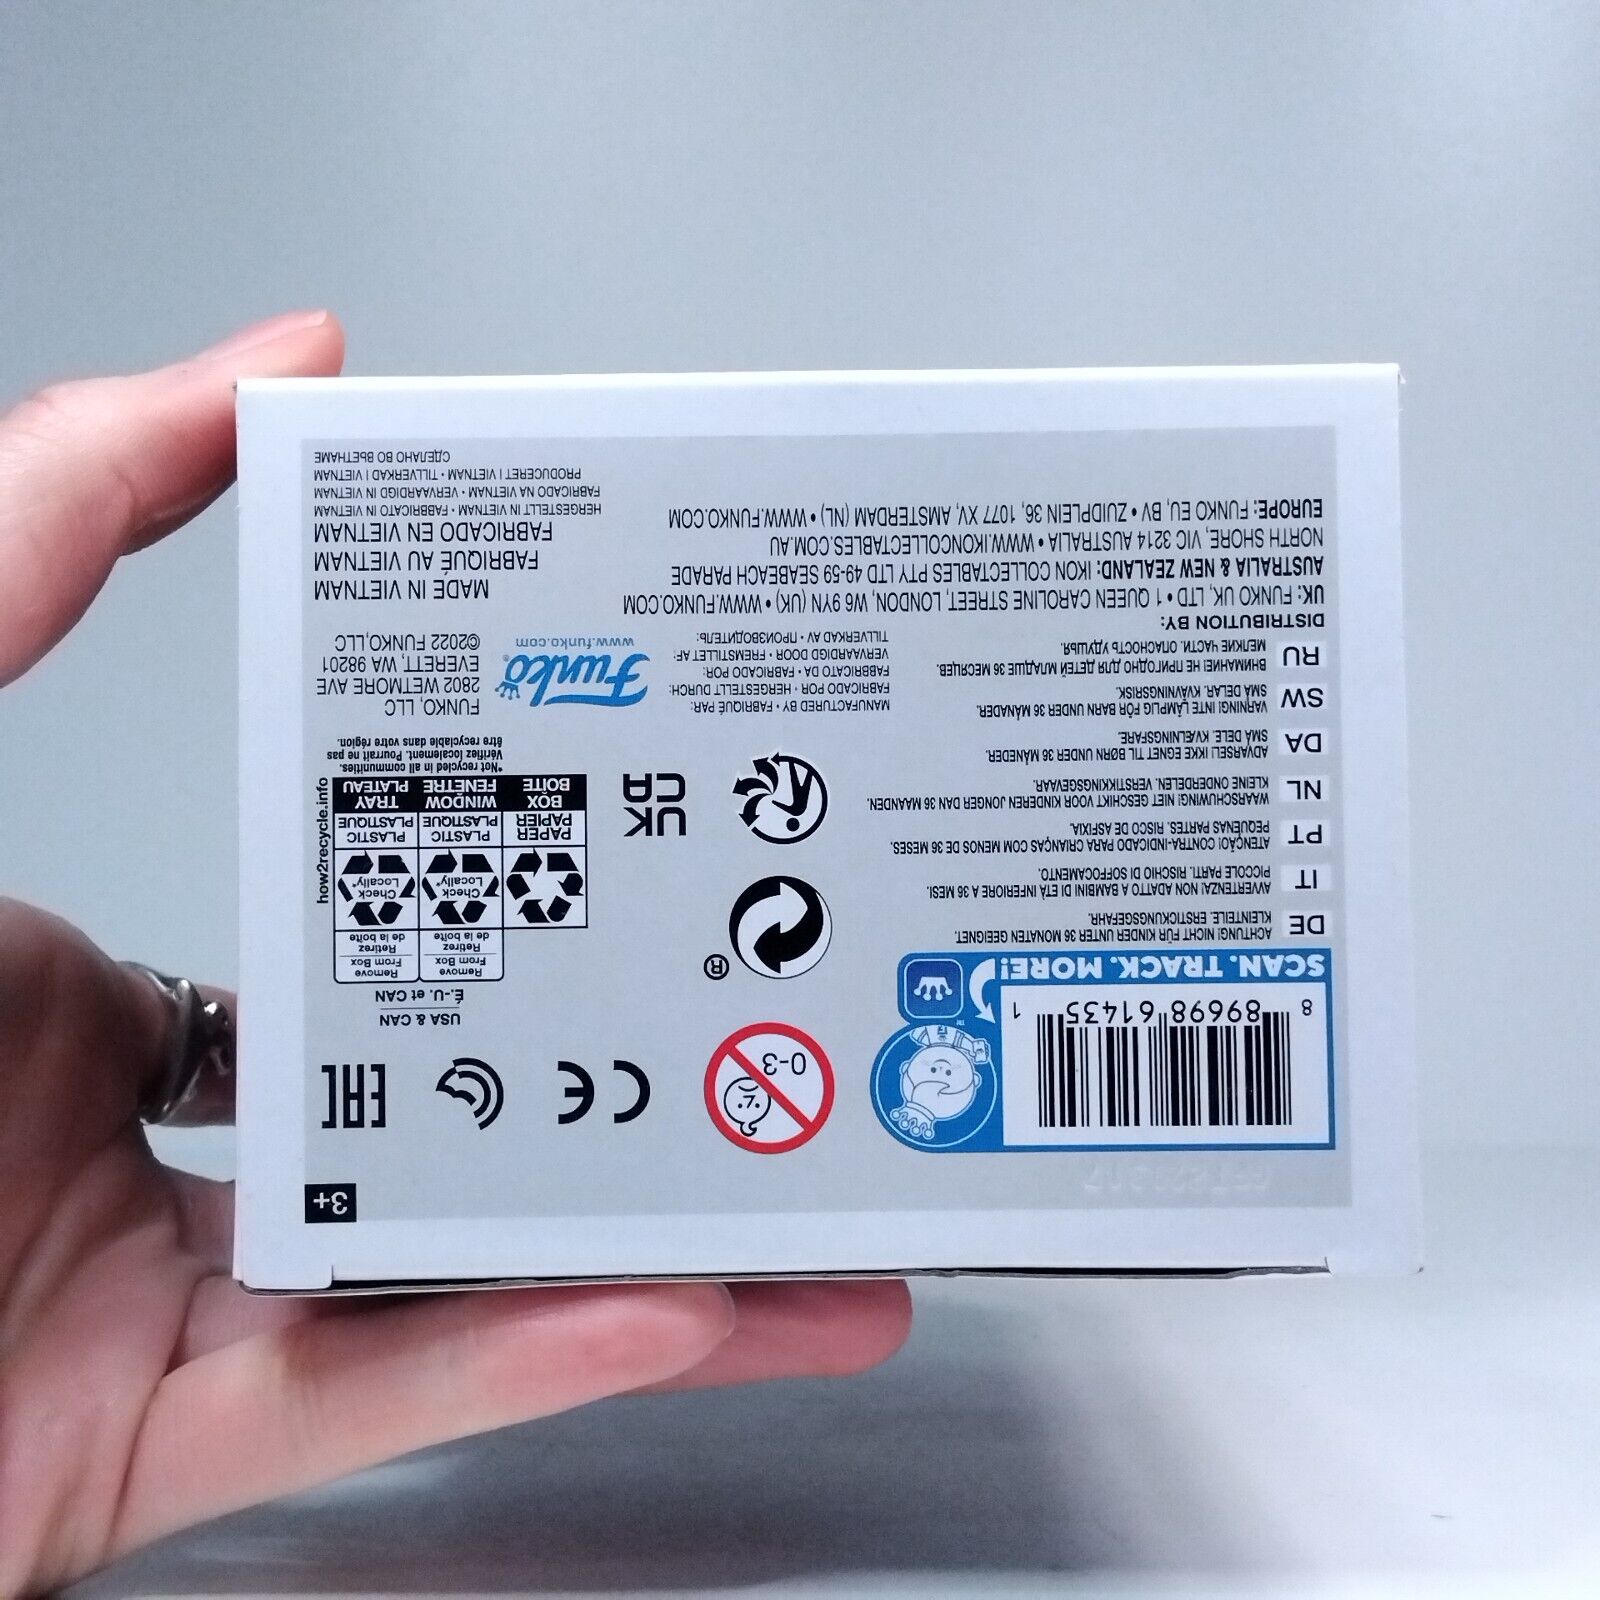 3+
8 89698 61435 1
SCAN. TRACK. MORE!
TM
0-3
CE
EAC
USA & CAN
É.-U. et CAN
Remove
From Box
Retirez
de la boîte
Remove
From Box
Retirez
de la boîte
Check
Locally*
Check
Locally*
PAPER
PAPIER
PLASTIC
PLASTIQUE
PLASTIC
PLASTIQUE
BOX
BOÎTE
WINDOW
FENÊTRE
TRAY
PLATEAU
how2recycle.info
*Not recycled in all communities.
Vérifiez localement. Pourrait ne pas
être recyclable dans votre région.
®
UK
CA
DE
ACHTUNG! NICHT FÜR KINDER UNTER 36 MONATEN GEEIGNET.
KLEINTEILE. ERSTICKUNGSGEFAHR.
IT
AVVERTENZA! NON ADATTO A BAMBINI DI ETÀ INFERIORE A 36 MESI.
PICCOLE PARTI. RISCHIO DI SOFFOCAMENTO.
PT
ATENÇÃO! CONTRA-INDICADO PARA CRIANÇAS COM MENOS DE 36 MESES.
PEQUENAS PARTES. RISCO DE ASFIXIA.
NL
WAARSCHUWING! NIET GESCHIKT VOOR KINDEREN JONGER DAN 36 MAANDEN.
KLEINE ONDERDELEN. VERSTIKKINGSGEVAAR.
DA
ADVARSEL! IKKE EGNET TIL BØRN UNDER 36 MÅNEDER.
SMÅ DELE. KVÆLNINGSFARE.
SW
VARNING! INTE LÄMPLIG FÖR BARN UNDER 36 MÅNADER.
SMÅ DELAR. KVÄVNINGSRISK.
RU
ВНИМАНИЕ! НЕ ПРИГОДНО ДЛЯ ДЕТЕЙ МЛАДШЕ 36 МЕСЯЦЕВ.
МЕЛКИЕ ЧАСТИ. ОПАСНОСТЬ УДУШЬЯ.
MANUFACTURED BY • FABRIQUÉ PAR:
FABRICADO POR • HERGESTELLT DURCH:
FABBRICATO DA • FABRICADO POR:
VERVAARDIGD DOOR • FREMSTILLET AF:
TILLVERKAD AV • ПРОИЗВОДИТЕЛЬ:
Funko®
www.funko.com
FUNKO, LLC
2802 WETMORE AVE
EVERETT, WA 98201
©2022 FUNKO,LLC
DISTRIBUTION BY:
UK: FUNKO UK, LTD • 1 QUEEN CAROLINE STREET, LONDON, W6 9YN (UK) • WWW.FUNKO.COM
AUSTRALIA & NEW ZEALAND: IKON COLLECTABLES PTY LTD 49-59 SEABEACH PARADE
NORTH SHORE, VIC 3214 AUSTRALIA • WWW.IKONCOLLECTABLES.COM.AU
EUROPE: FUNKO EU, BV • ZUIDPLEIN 36, 1077 XV, AMSTERDAM (NL) • WWW.FUNKO.COM
MADE IN VIETNAM
FABRIQUÉ AU VIETNAM
FABRICADO EN VIETNAM
HERGESTELLT IN VIETNAM • FABBRICATO IN VIETNAM
FABRICADO NA VIETNAM • VERVAARDIGD IN VIETNAM
PRODUCERET I VIETNAM • TILLVERKAD I VIETNAM
СДЕЛАНО ВО ВЬЕТНАМЕ